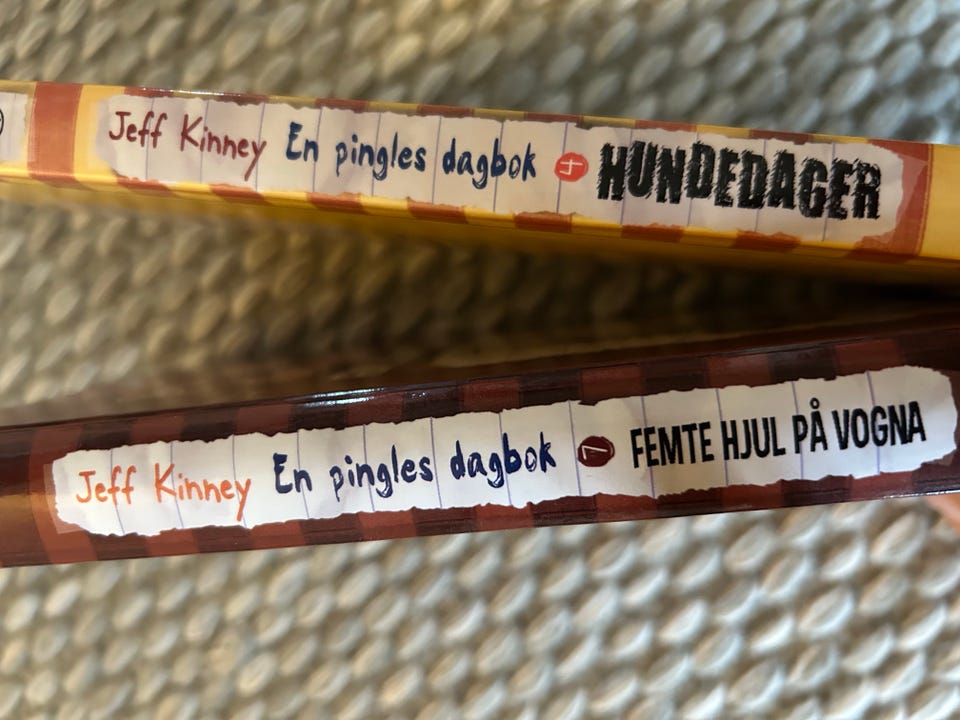 Jeff Kinney En pingles dagbok 4 HUNDEDAGER
Jeff Kinney En pingles dagbok 7 FEMTE HJUL PÅ VOGNA